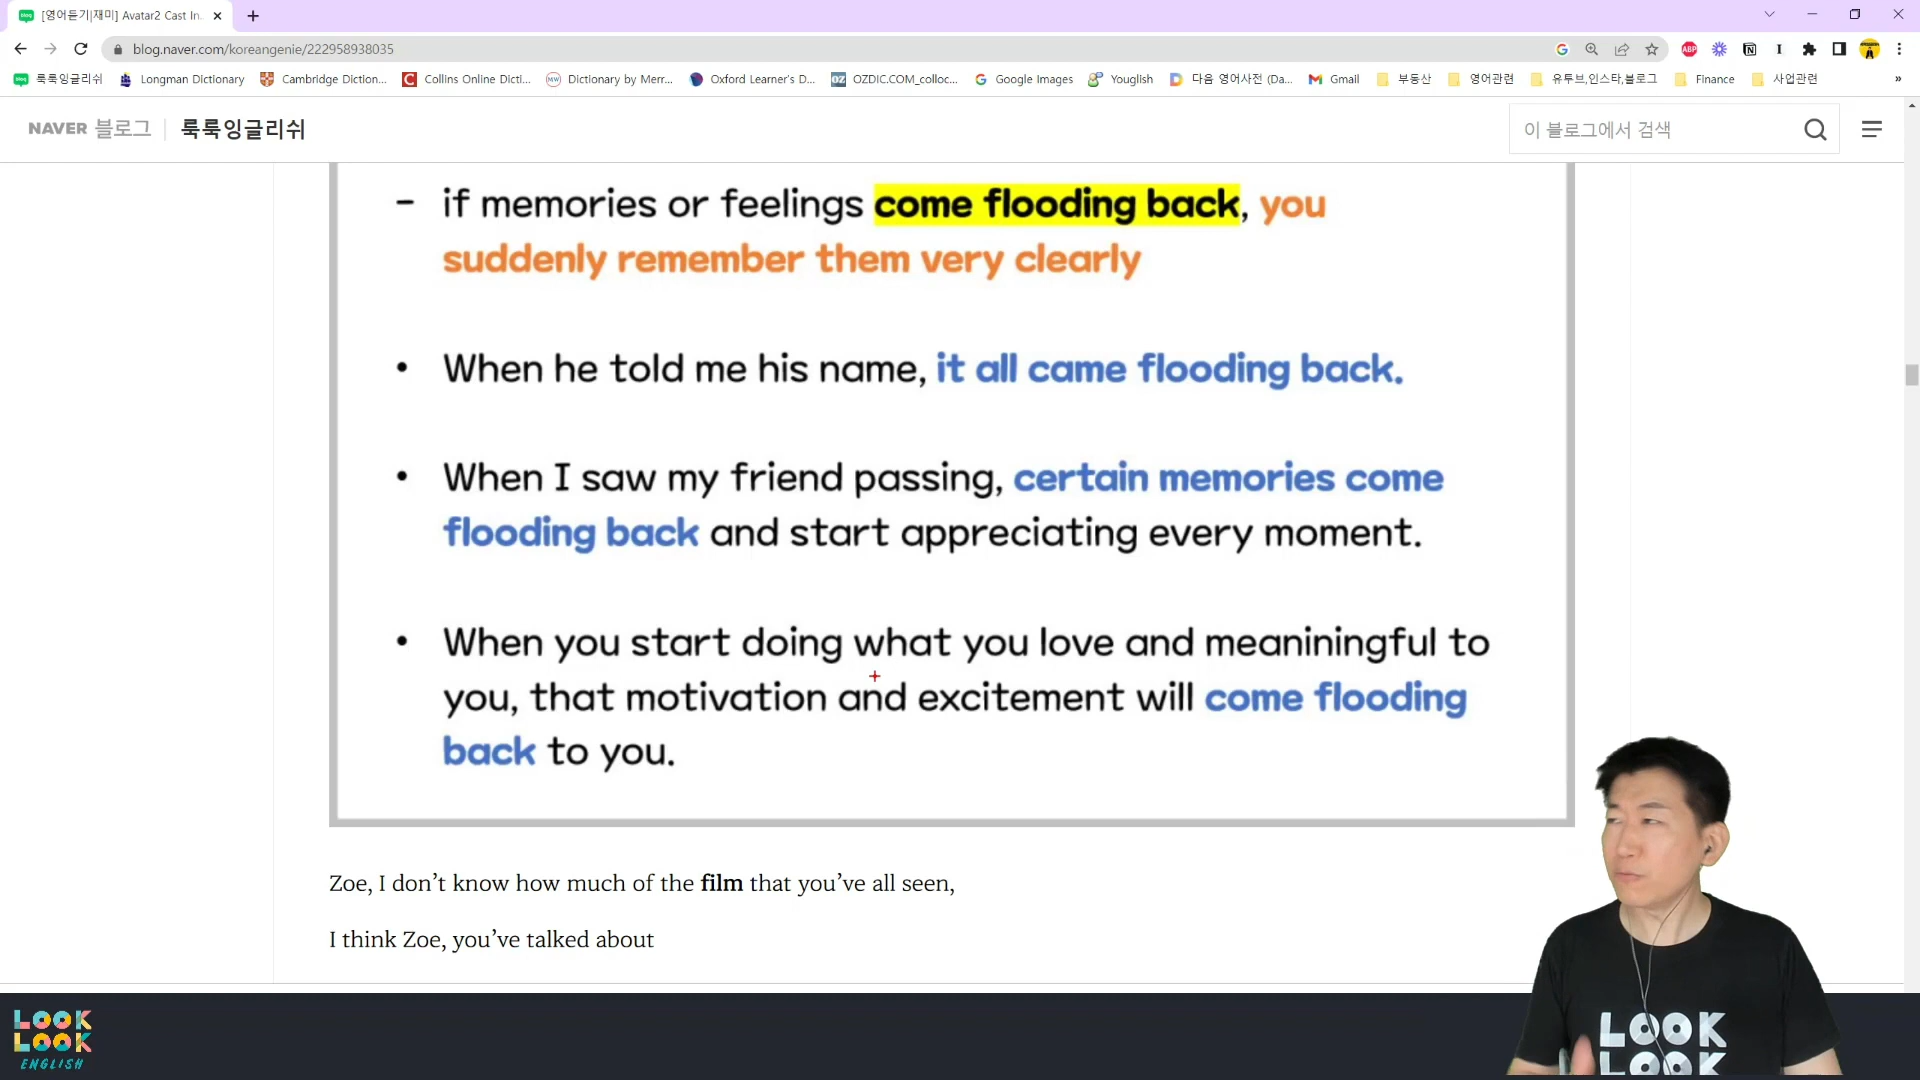 [영어듣기|재미] Avatar2 Cast In...
blog.naver.com/koreangenie/222958938035
룩룩잉글리쉬 Longman Dictionary Cambridge Diction... Collins Online Dicti... Dictionary by Merr... Oxford Learner's D... OZDIC.COM_colloc... Google Images Youglish 다음 영어사전 (Da... Gmail 부동산 영어관련 유투브,인스타,블로그 Finance 사업관련 »
NAVER 블로그 룩룩잉글리쉬 이 블로그에서 검색
- if memories or feelings come flooding back, you
suddenly remember them very clearly
• When he told me his name, it all came flooding back.
• When I saw my friend passing, certain memories come
flooding back and start appreciating every moment.
• When you start doing what you love and meaniningful to
you, that motivation and excitement will come flooding
back to you.
Zoe, I don't know how much of the film that you've all seen,
I think Zoe, you've talked about
LOOK
LOOK
ENGLISH
LOOK
LOOK